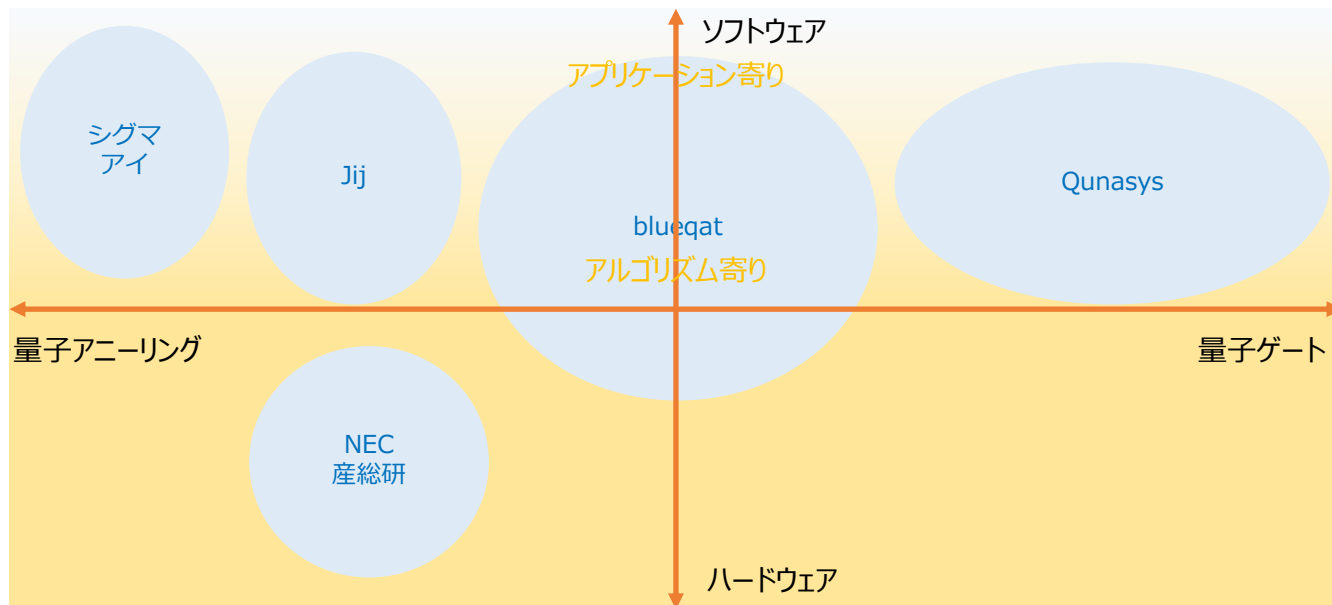 ソフトウェア
アプリケーション寄り
シグマ
アイ
Jij
Qunasys
blueqat
アルゴリズム寄り
量子アニーリング
量子ゲート
NEC
産総研
ハードウェア